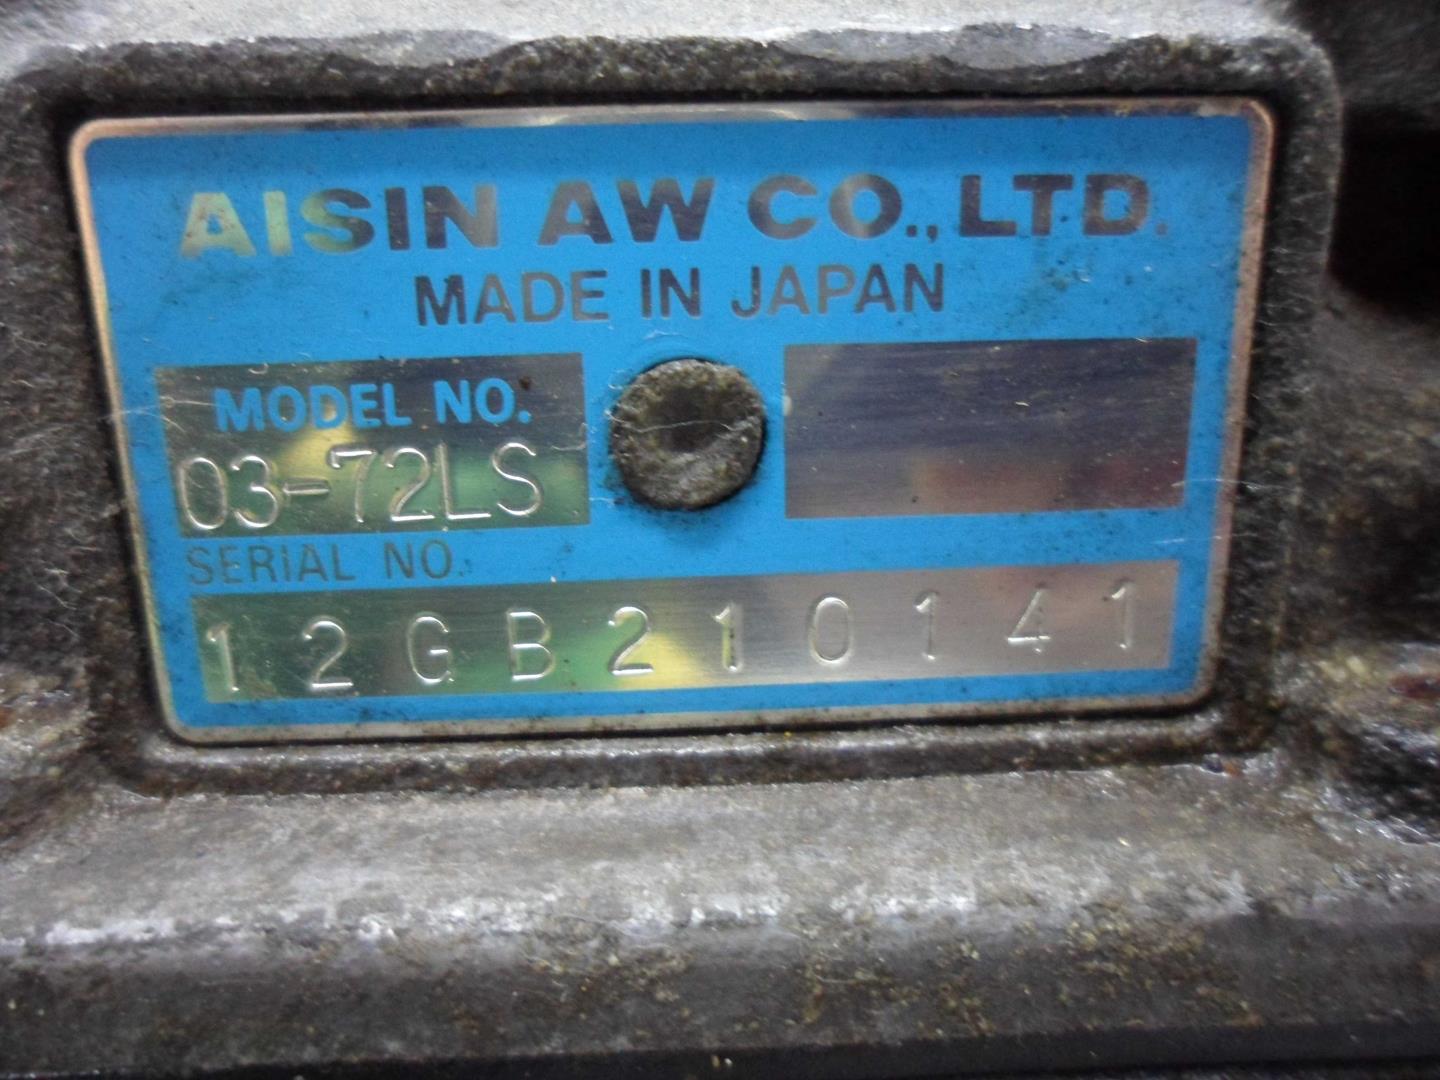 AISIN AW CO., LTD.
MADE IN JAPAN
MODEL NO.
03-72LS
SERIAL NO.
12GB210141